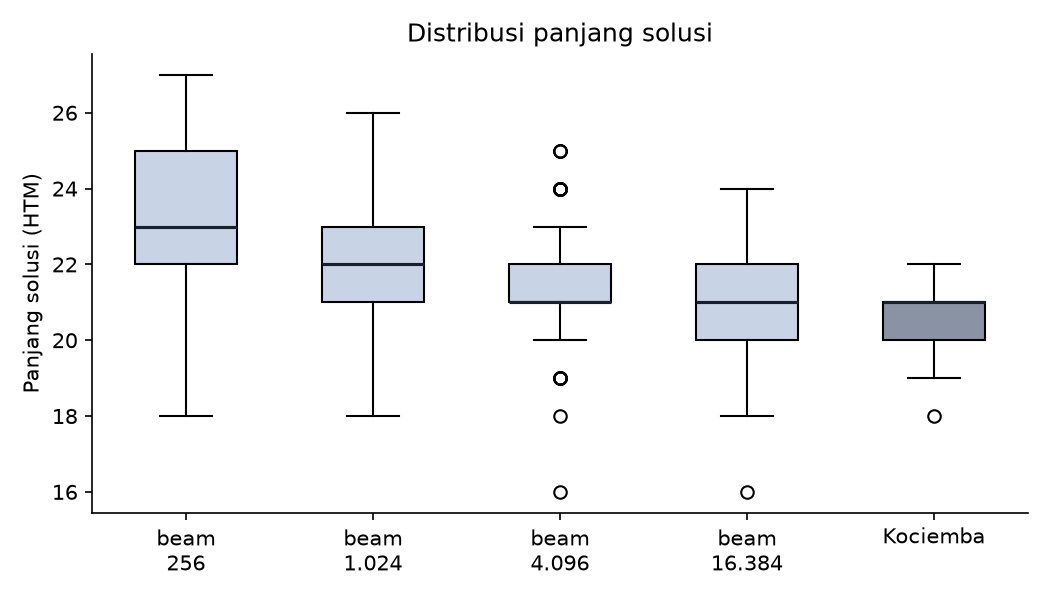 Distribusi panjang solusi
Panjang solusi (HTM)
26
24
22
20
18
16
beam
256
beam
1.024
beam
4.096
beam
16.384
Kociemba